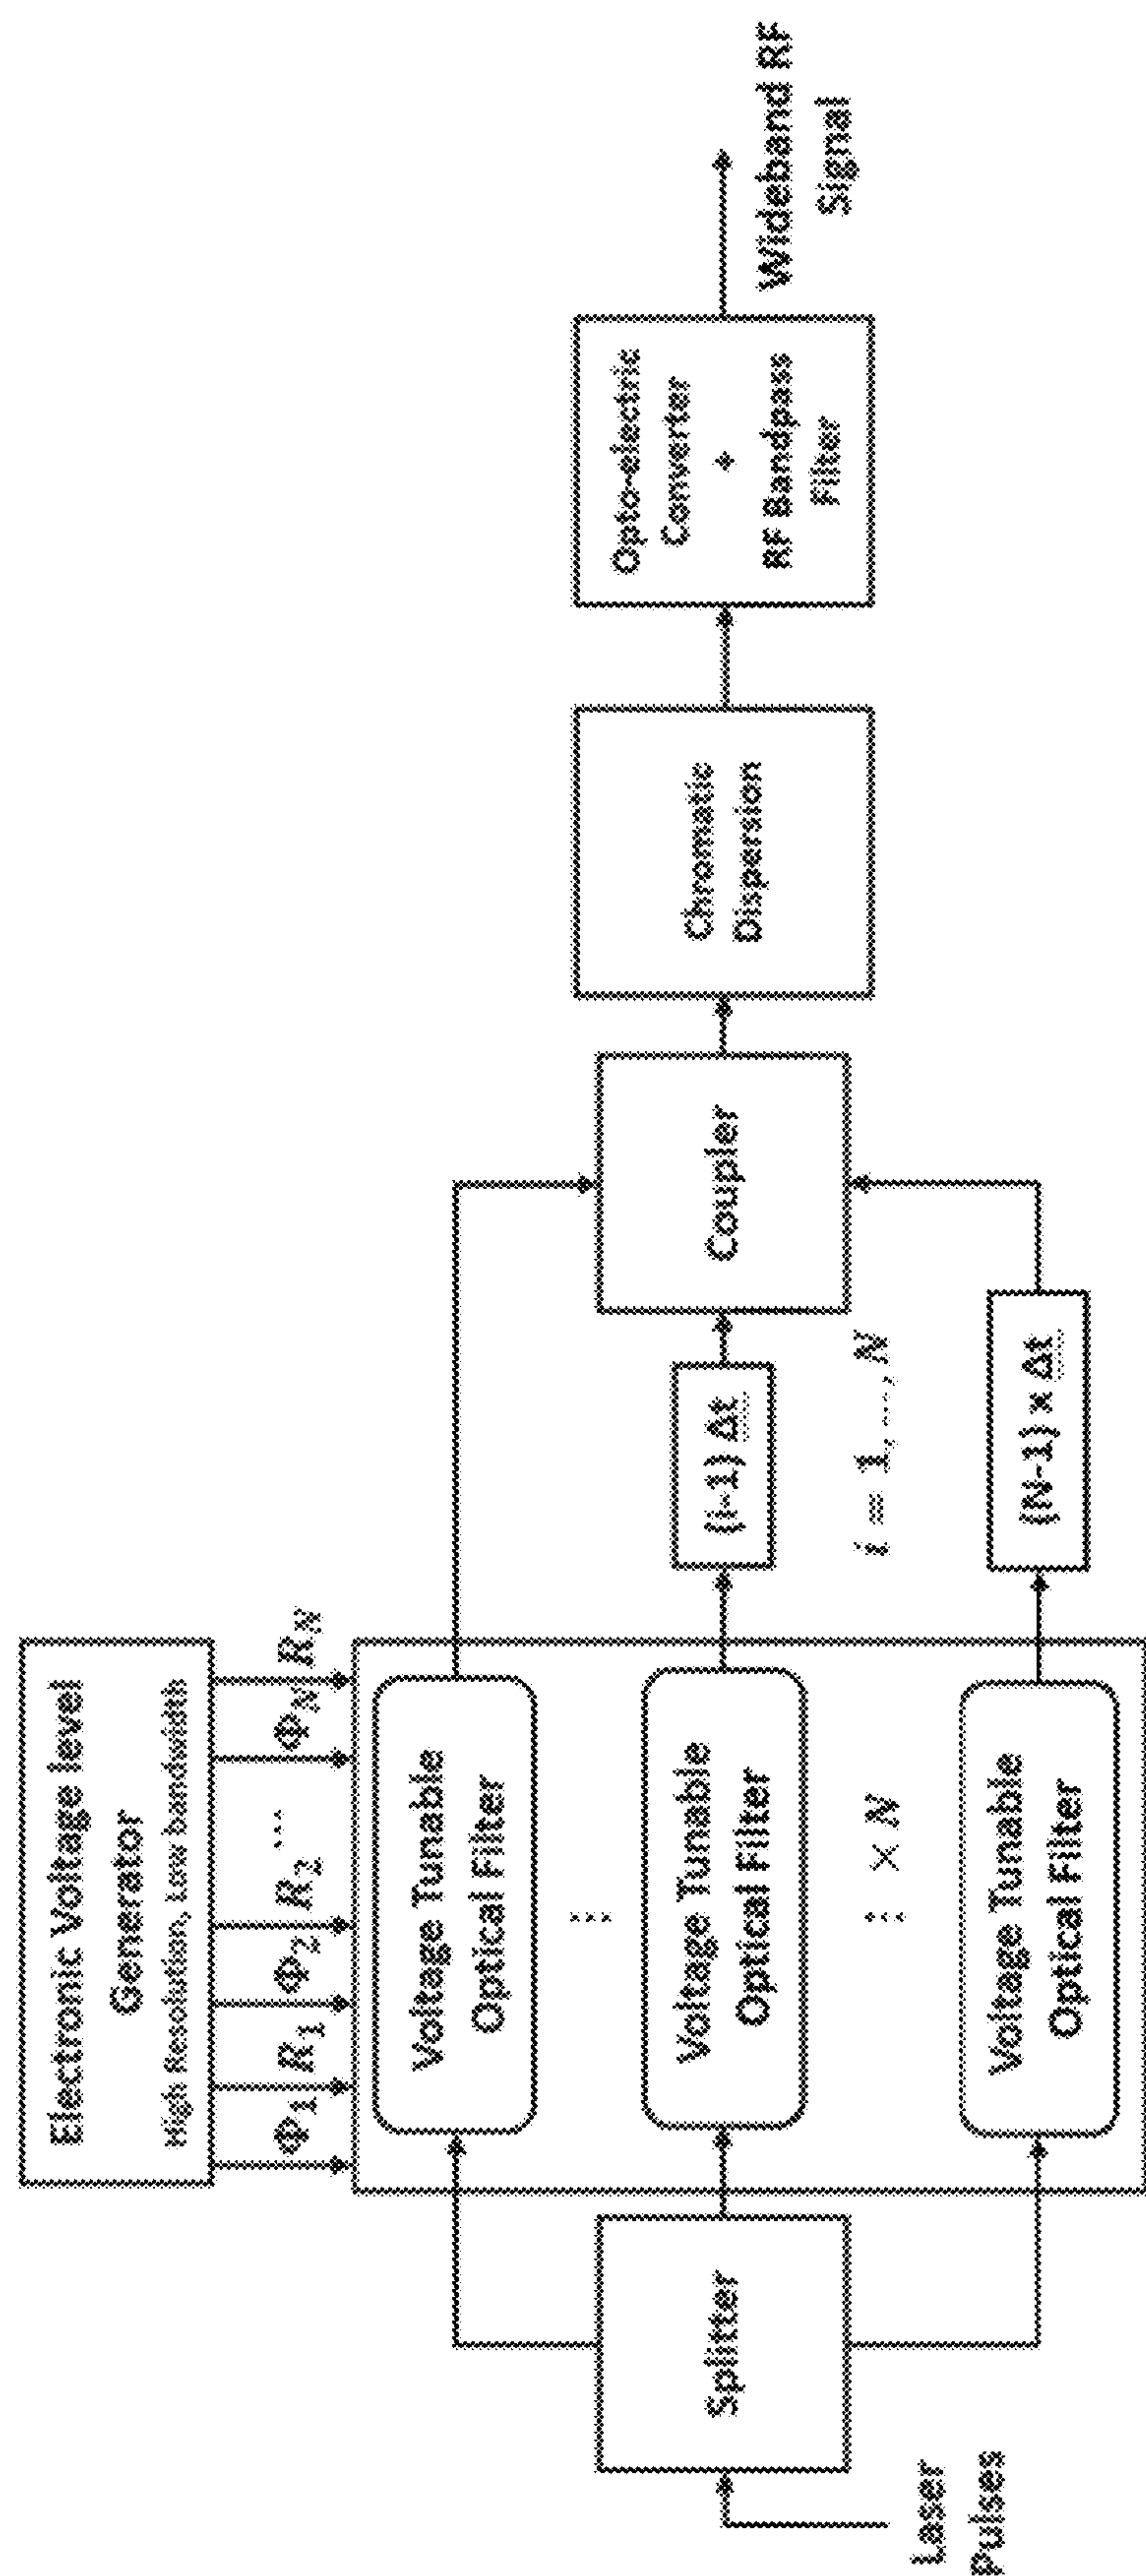 Electronic Voltage level
Generator
High Resolution, Low bandwidth
Φ₁ R₁ Φ₂ R₂ ... Φ_N R_N
Laser
Pulses
Splitter
Voltage Tunable
Optical Filter
...
Voltage Tunable
Optical Filter
⋮ × N
Voltage Tunable
Optical Filter
(i-1) Δt
i = 1, ..., N
(N-1) x Δt
Coupler
Chromatic
Dispersion
Opto-electric
Converter
+
RF Bandpass
Filter
Wideband RF
Signal